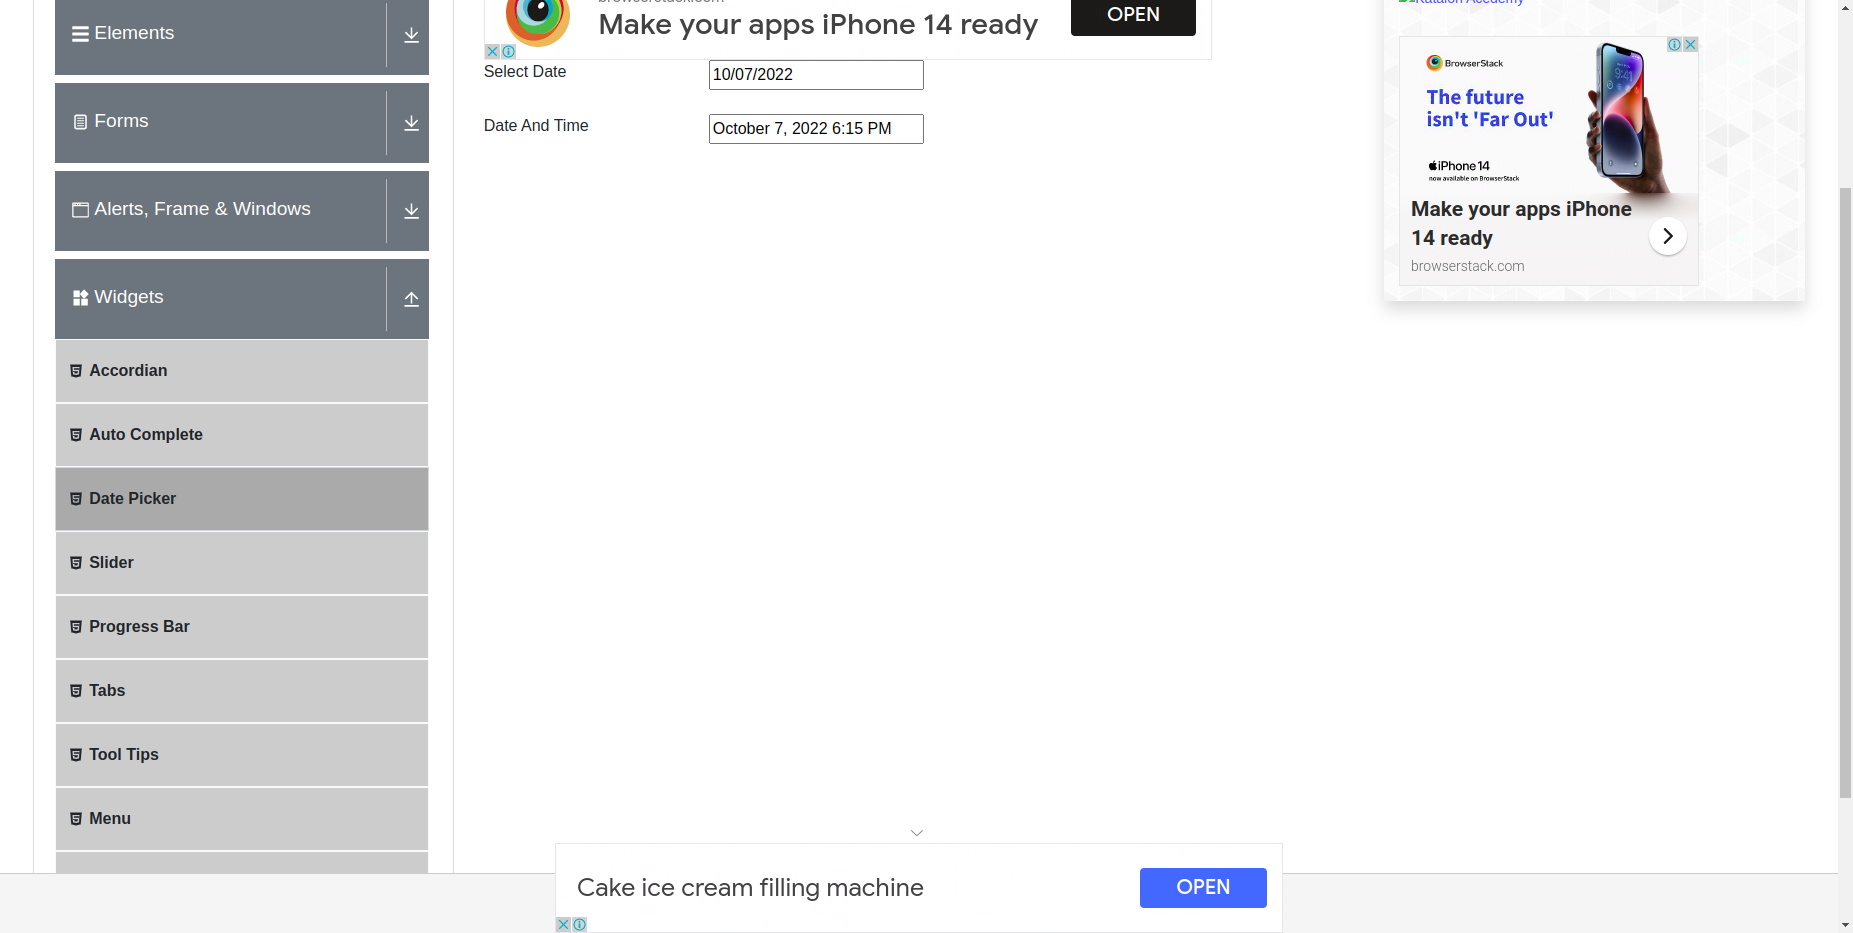 Elements
Forms
Alerts, Frame & Windows
Widgets
Accordian
Auto Complete
Date Picker
Slider
Progress Bar
Tabs
Tool Tips
Menu
Make your apps iPhone 14 ready
OPEN
Select Date
10/07/2022
Date And Time
October 7, 2022 6:15 PM
BrowserStack
The future
isn't 'Far Out'
iPhone 14
now available on BrowserStack
Make your apps iPhone
14 ready
browserstack.com
Cake ice cream filling machine
OPEN